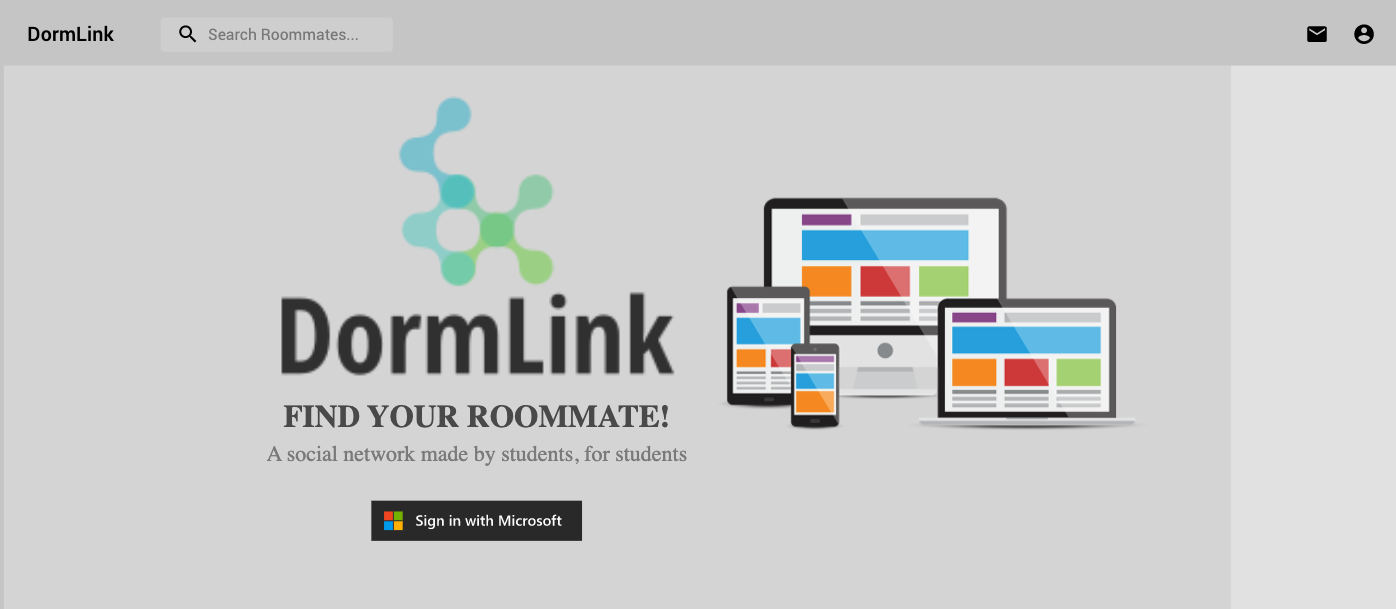 DormLink
Search Roommates...
DormLink
FIND YOUR ROOMMATE!
A social network made by students, for students
Sign in with Microsoft